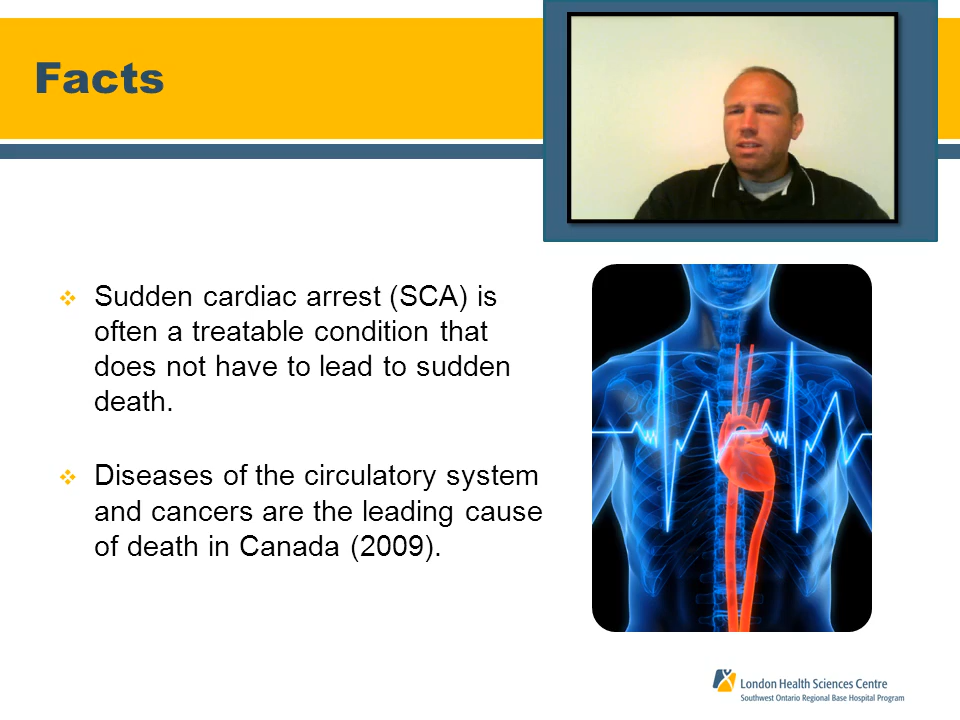 Facts
❖ Sudden cardiac arrest (SCA) is
often a treatable condition that
does not have to lead to sudden
death.
❖ Diseases of the circulatory system
and cancers are the leading cause
of death in Canada (2009).
London Health Sciences Centre
Southwest Ontario Regional Base Hospital Program